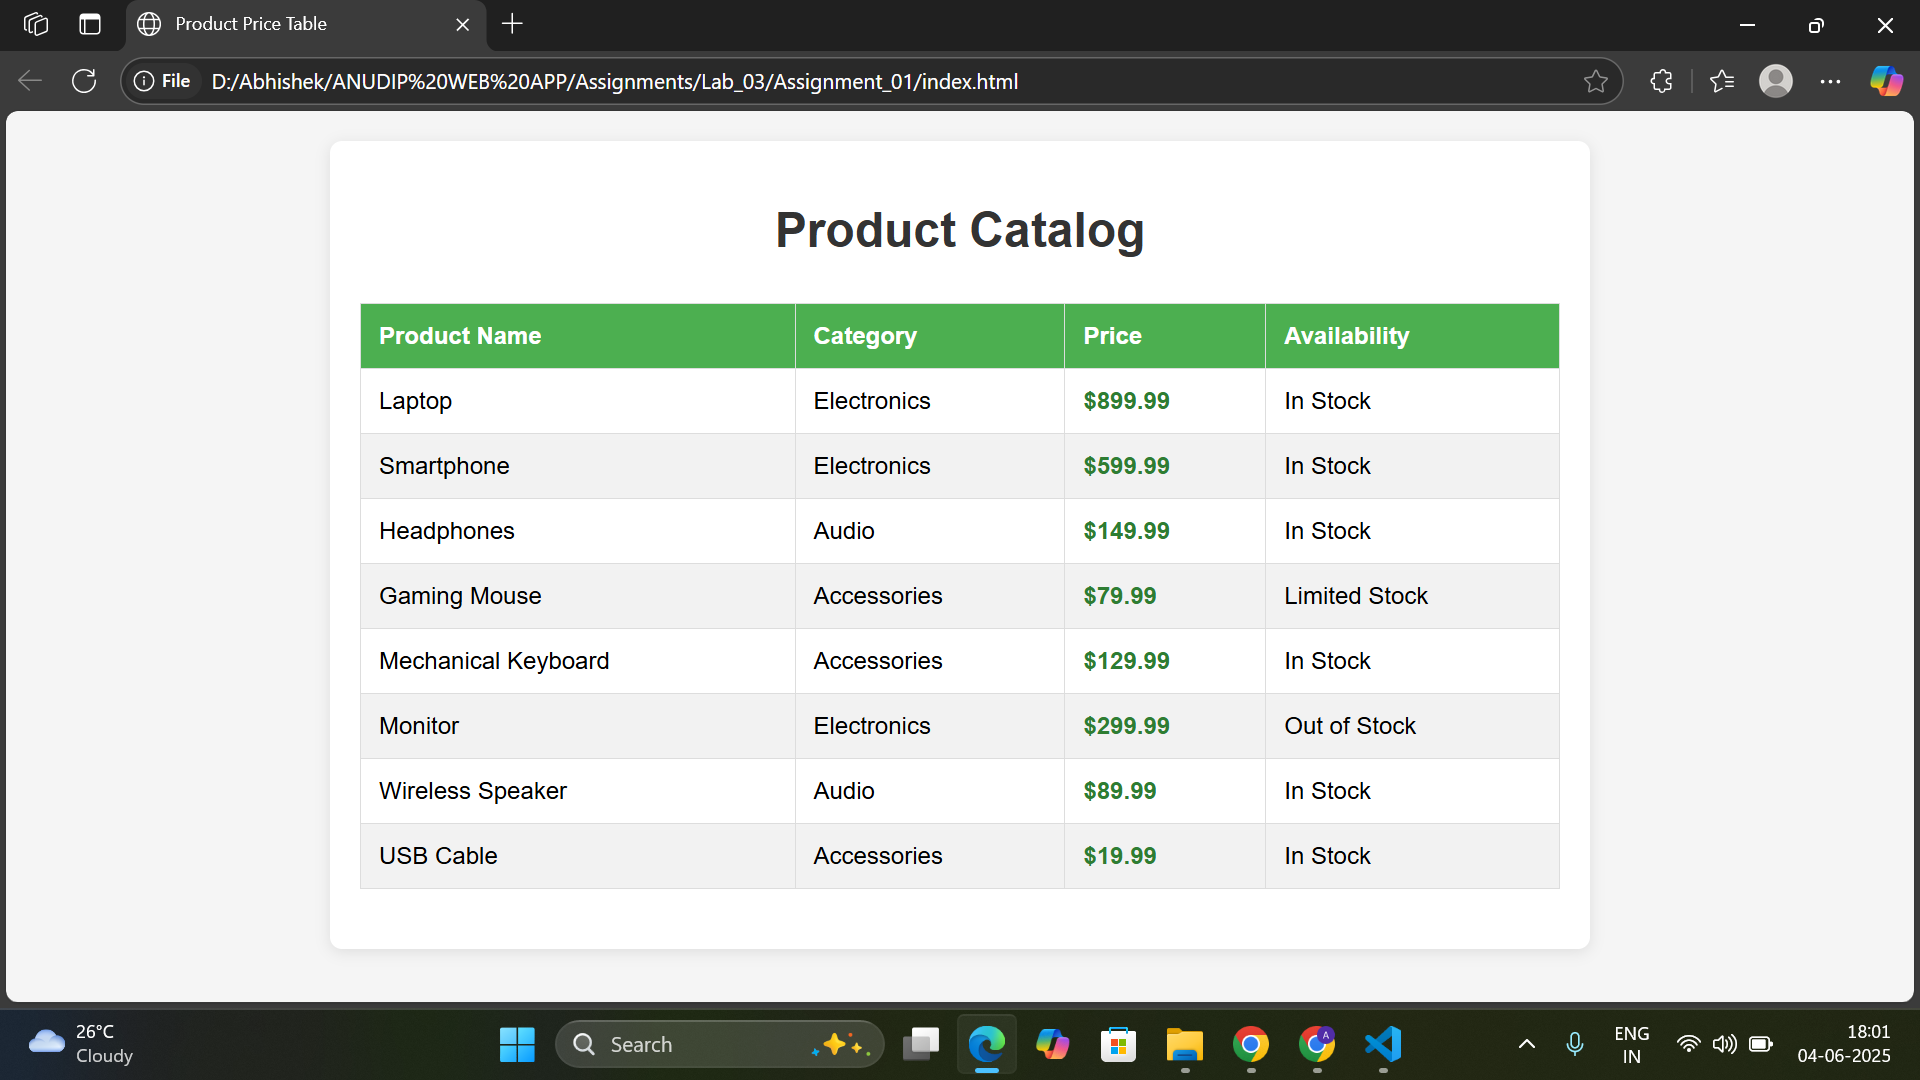 Product Price Table
File D:/Abhishek/ANUDIP%20WEB%20APP/Assignments/Lab_03/Assignment_01/index.html
Product Catalog
Product Name Category Price Availability
Laptop Electronics $899.99 In Stock
Smartphone Electronics $599.99 In Stock
Headphones Audio $149.99 In Stock
Gaming Mouse Accessories $79.99 Limited Stock
Mechanical Keyboard Accessories $129.99 In Stock
Monitor Electronics $299.99 Out of Stock
Wireless Speaker Audio $89.99 In Stock
USB Cable Accessories $19.99 In Stock
26°C
Cloudy
Search
A
ENG
IN
18:01
04-06-2025